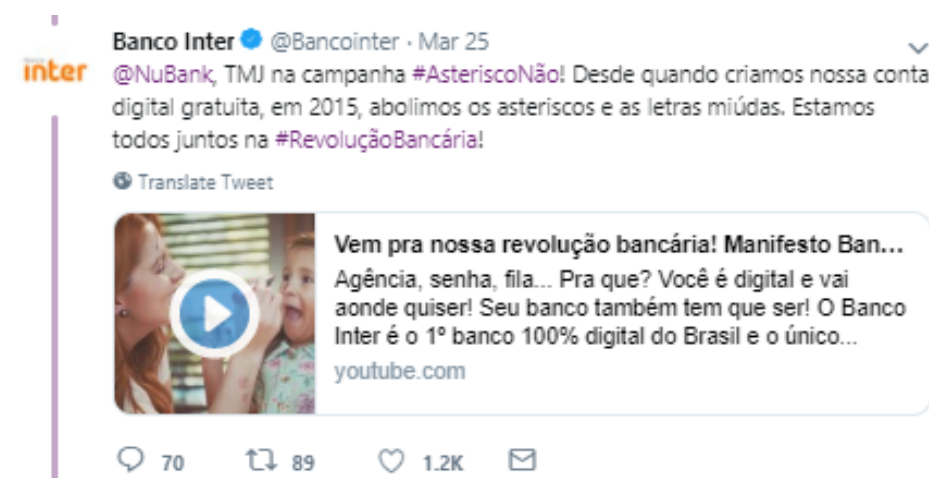 Banco Inter @Bancointer · Mar 25
inter
@NuBank, TMJ na campanha #AsteriscoNão! Desde quando criamos nossa conta
digital gratuita, em 2015, abolimos os asteriscos e as letras miúdas. Estamos
todos juntos na #RevoluçãoBancária!
Translate Tweet
Vem pra nossa revolução bancária! Manifesto Ban...
Agência, senha, fila... Pra que? Você é digital e vai
aonde quiser! Seu banco também tem que ser! O Banco
Inter é o 1º banco 100% digital do Brasil e o único...
youtube.com
70 89 1.2K